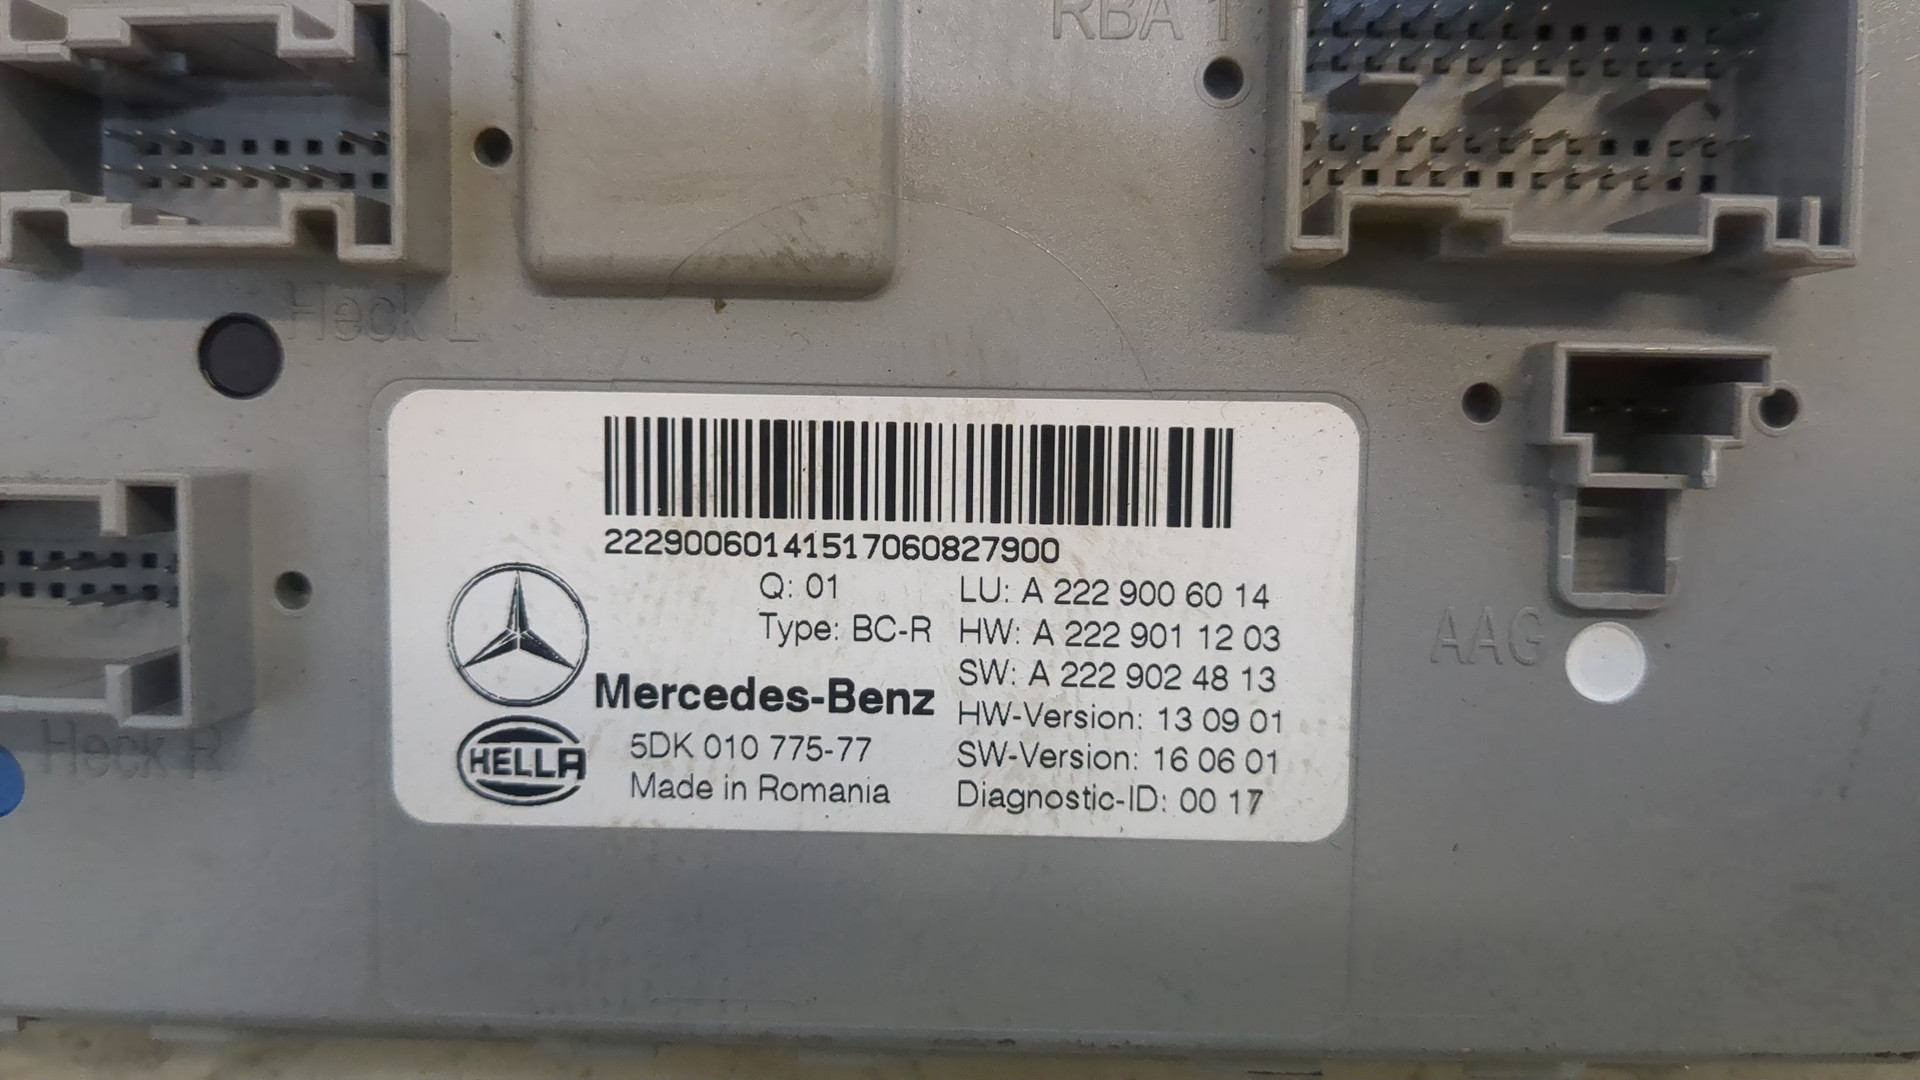 RBA 1
Heck L
22290060141517060827900
Q: 01
LU: A 222 900 60 14
Type: BC-R
HW: A 222 901 12 03
SW: A 222 902 48 13
Mercedes-Benz
HW-Version: 13 09 01
HELLA
5DK 010 775-77
SW-Version: 16 06 01
Made in Romania
Diagnostic-ID: 00 17
AAG
Heck R